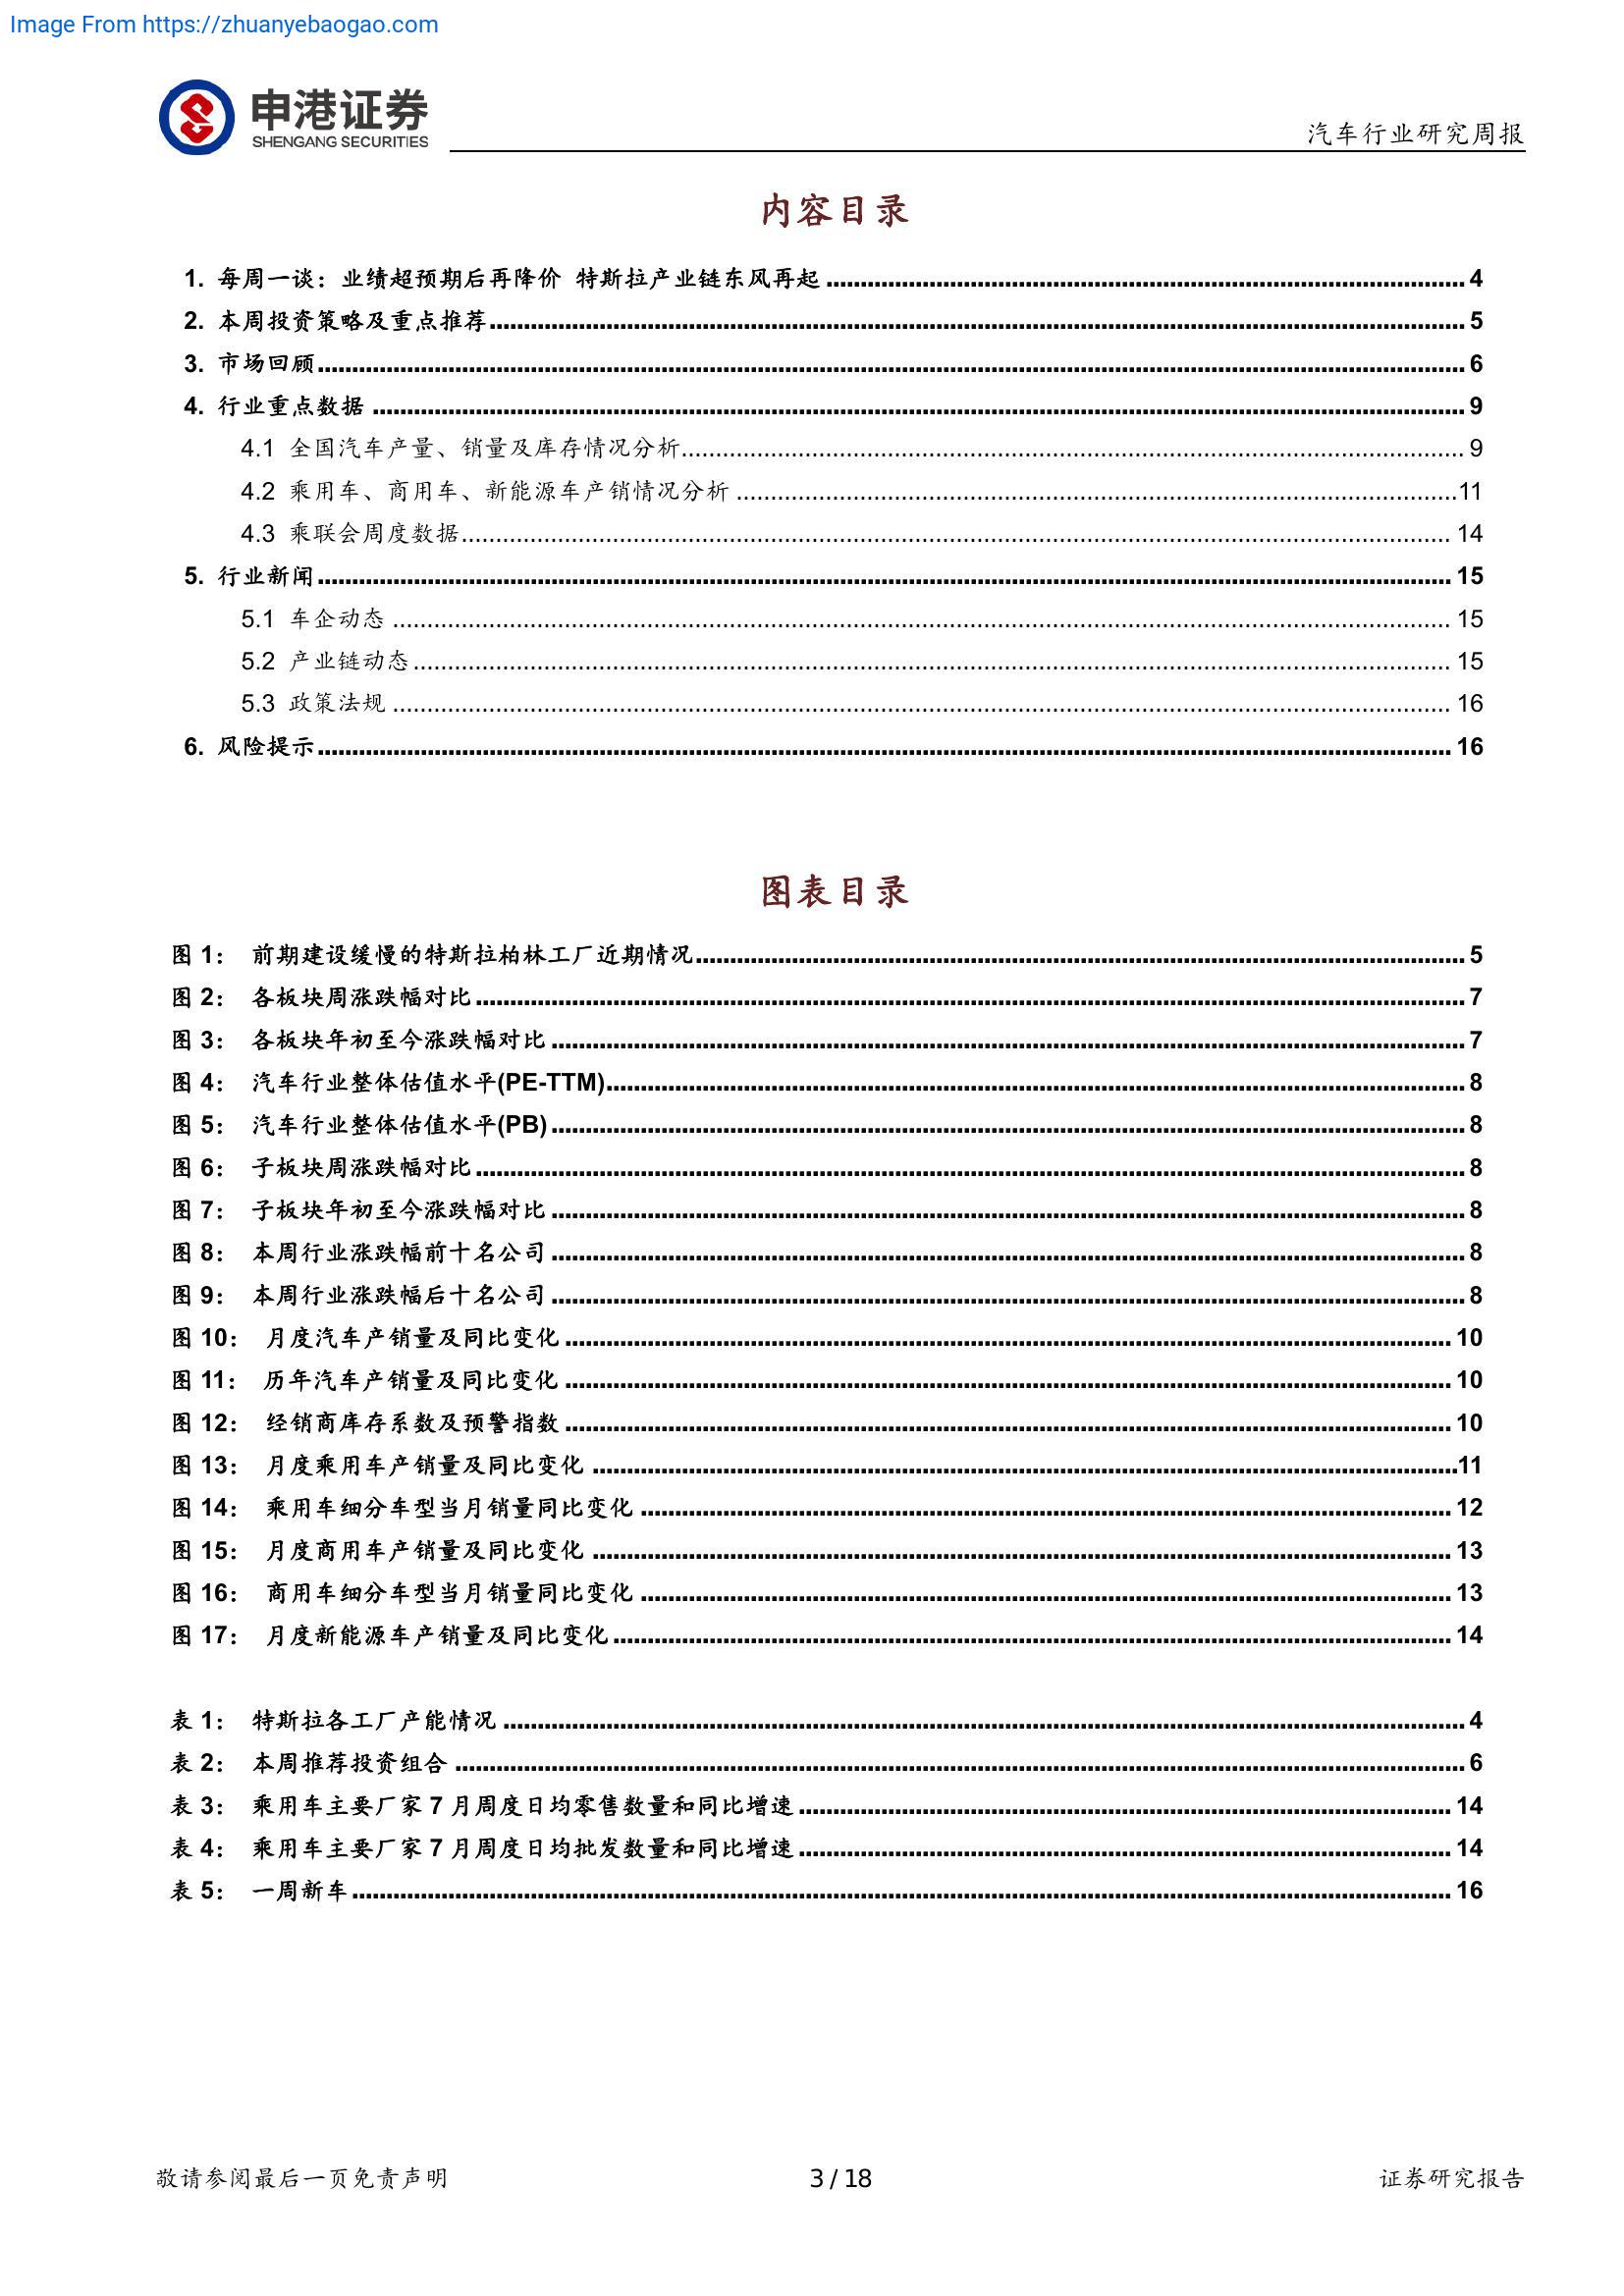 Image From https://zhuanyebaogao.com
申港证券
SHENGANG SECURITIES
汽车行业研究周报
内容目录
1. 每周一谈：业绩超预期后再降价 特斯拉产业链东风再起 4
2. 本周投资策略及重点推荐 5
3. 市场回顾 6
4. 行业重点数据 9
4.1 全国汽车产量、销量及库存情况分析 9
4.2 乘用车、商用车、新能源车产销情况分析 11
4.3 乘联会周度数据 14
5. 行业新闻 15
5.1 车企动态 15
5.2 产业链动态 15
5.3 政策法规 16
6. 风险提示 16
图表目录
图 1： 前期建设缓慢的特斯拉柏林工厂近期情况 5
图 2： 各板块周涨跌幅对比 7
图 3： 各板块年初至今涨跌幅对比 7
图 4： 汽车行业整体估值水平(PE-TTM) 8
图 5： 汽车行业整体估值水平(PB) 8
图 6： 子板块周涨跌幅对比 8
图 7： 子板块年初至今涨跌幅对比 8
图 8： 本周行业涨跌幅前十名公司 8
图 9： 本周行业涨跌幅后十名公司 8
图 10： 月度汽车产销量及同比变化 10
图 11： 历年汽车产销量及同比变化 10
图 12： 经销商库存系数及预警指数 10
图 13： 月度乘用车产销量及同比变化 11
图 14： 乘用车细分车型当月销量同比变化 12
图 15： 月度商用车产销量及同比变化 13
图 16： 商用车细分车型当月销量同比变化 13
图 17： 月度新能源车产销量及同比变化 14
表 1： 特斯拉各工厂产能情况 4
表 2： 本周推荐投资组合 6
表 3： 乘用车主要厂家 7 月周度日均零售数量和同比增速 14
表 4： 乘用车主要厂家 7 月周度日均批发数量和同比增速 14
表 5： 一周新车 16
敬请参阅最后一页免责声明
3 / 18
证券研究报告